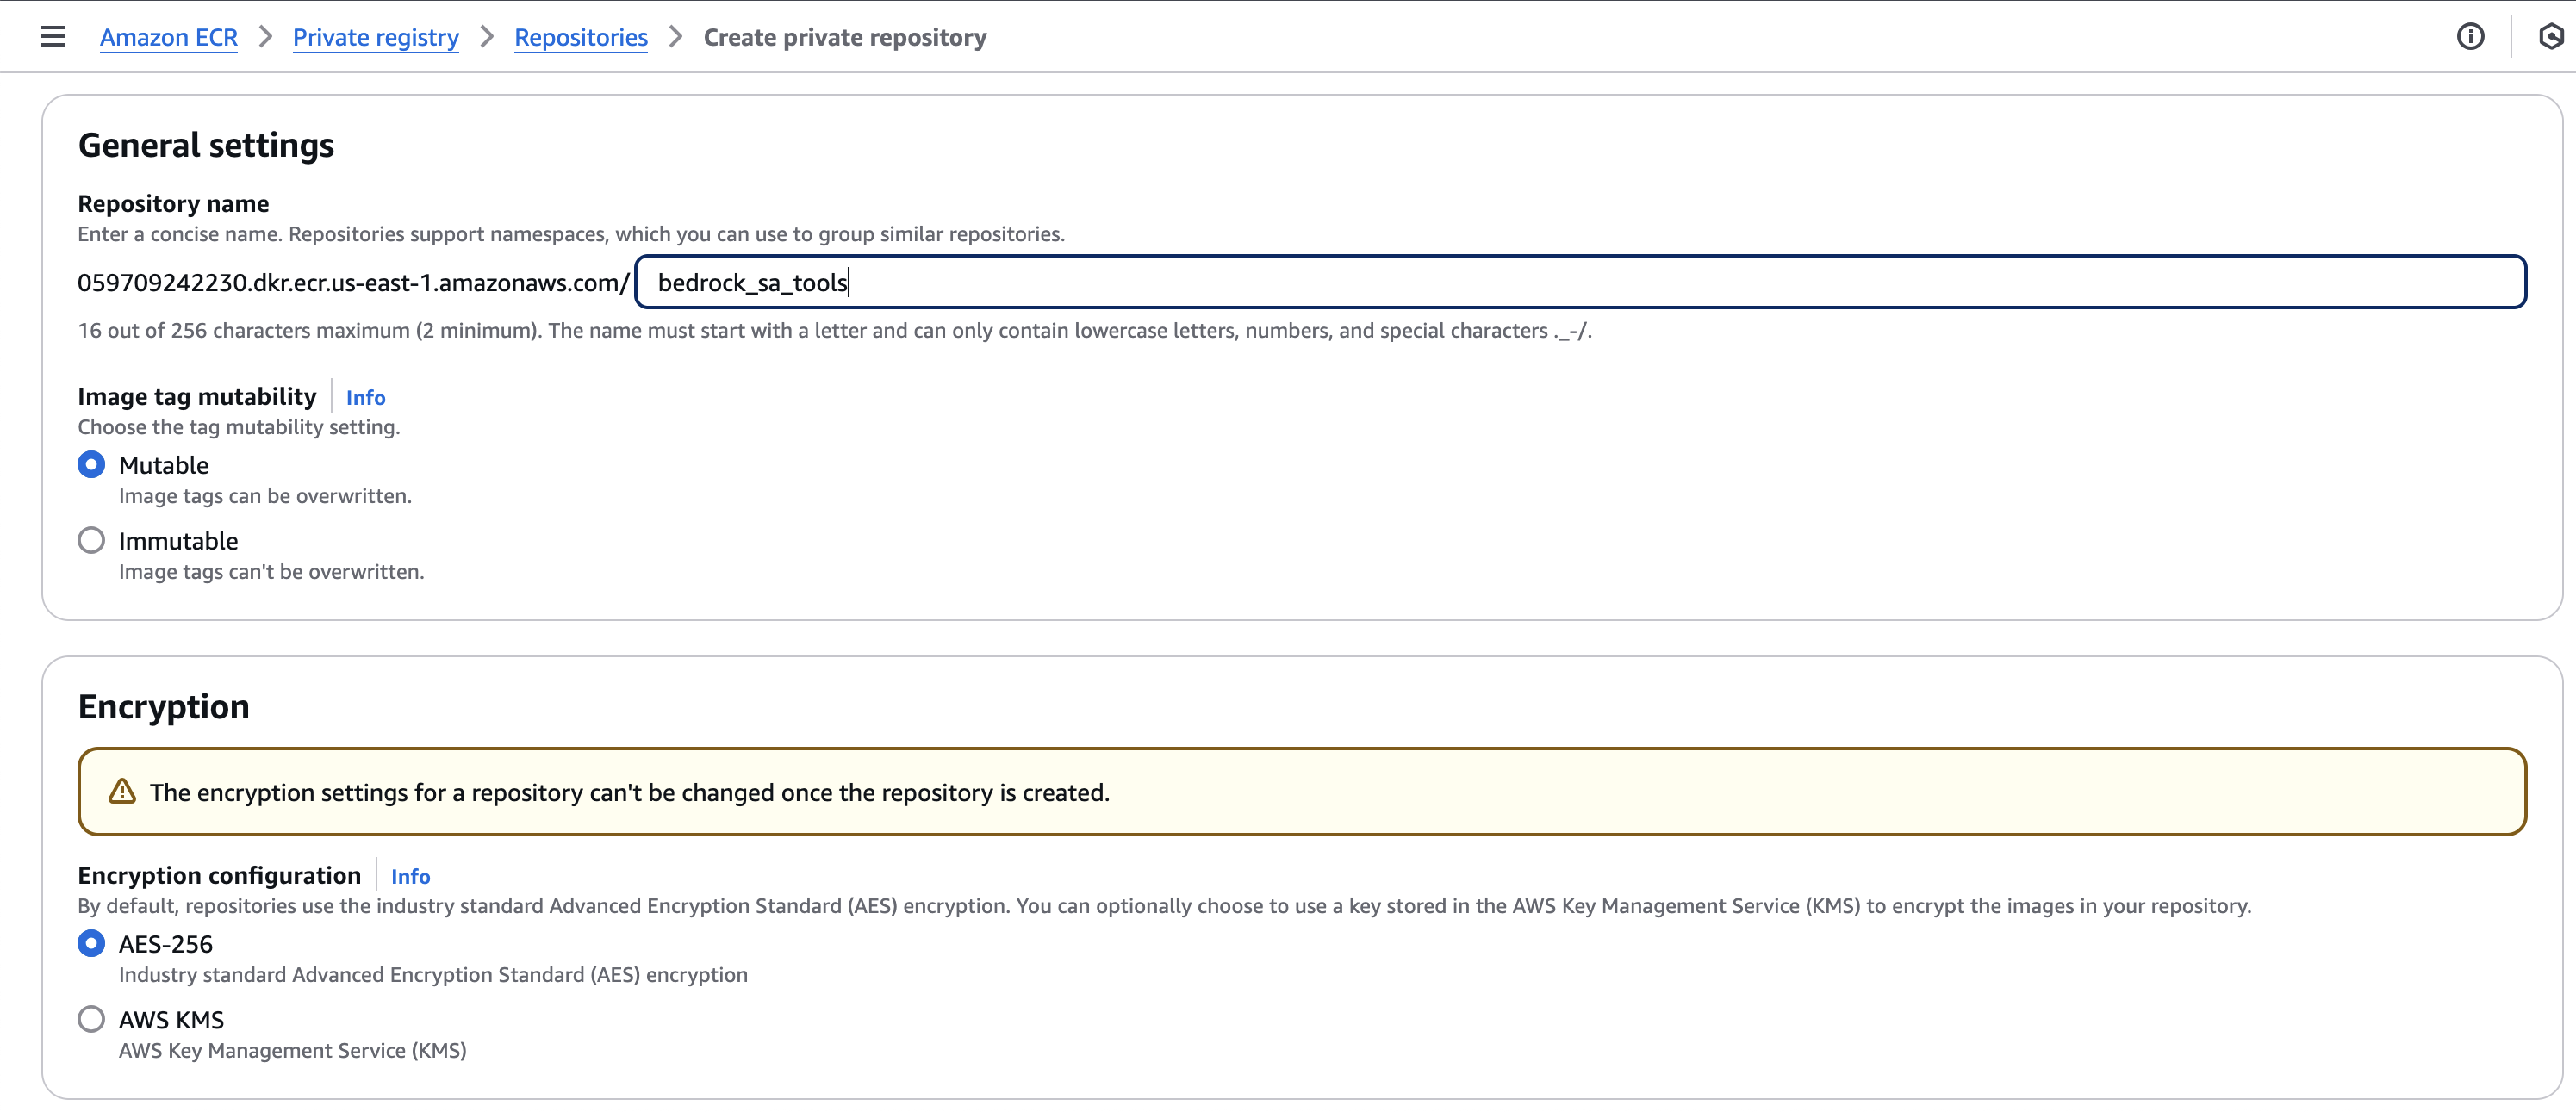 Amazon ECR > Private registry > Repositories > Create private repository
General settings
Repository name
Enter a concise name. Repositories support namespaces, which you can use to group similar repositories.
059709242230.dkr.ecr.us-east-1.amazonaws.com/ bedrock_sa_tools
16 out of 256 characters maximum (2 minimum). The name must start with a letter and can only contain lowercase letters, numbers, and special characters ._-/.
Image tag mutability Info
Choose the tag mutability setting.
Mutable
Image tags can be overwritten.
Immutable
Image tags can't be overwritten.
Encryption
The encryption settings for a repository can't be changed once the repository is created.
Encryption configuration Info
By default, repositories use the industry standard Advanced Encryption Standard (AES) encryption. You can optionally choose to use a key stored in the AWS Key Management Service (KMS) to encrypt the images in your repository.
AES-256
Industry standard Advanced Encryption Standard (AES) encryption
AWS KMS
AWS Key Management Service (KMS)